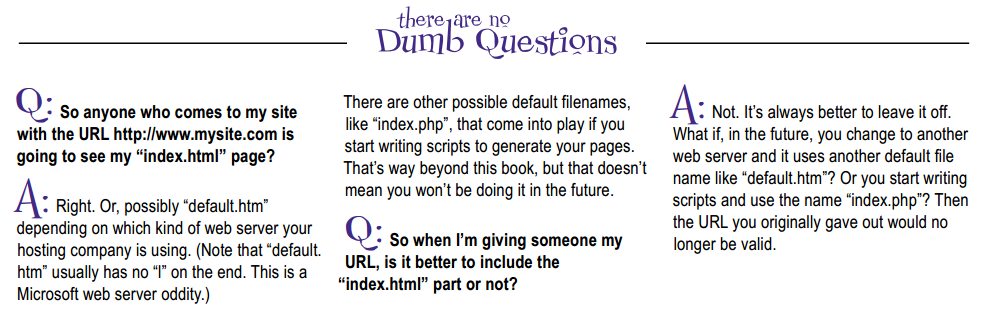 there are no
Dumb Questions
Q: So anyone who comes to my site
with the URL http://www.mysite.com is
going to see my “index.html” page?
A: Right. Or, possibly “default.htm”
depending on which kind of web server your
hosting company is using. (Note that “default.
htm” usually has no “l” on the end. This is a
Microsoft web server oddity.)
There are other possible default filenames,
like “index.php”, that come into play if you
start writing scripts to generate your pages.
That’s way beyond this book, but that doesn’t
mean you won’t be doing it in the future.
Q: So when I’m giving someone my
URL, is it better to include the
“index.html” part or not?
A: Not. It’s always better to leave it off.
What if, in the future, you change to another
web server and it uses another default file
name like “default.htm”? Or you start writing
scripts and use the name “index.php”? Then
the URL you originally gave out would no
longer be valid.